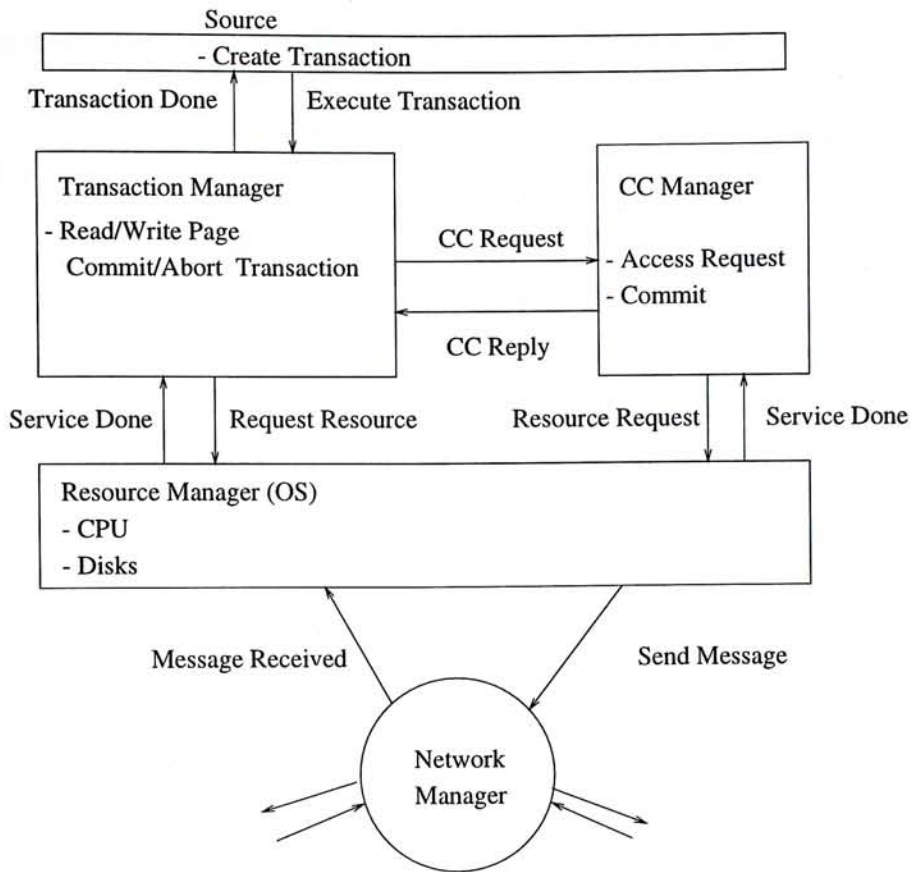 Source
- Create Transaction
Transaction Done
Execute Transaction
Transaction Manager
- Read/Write Page
Commit/Abort Transaction
CC Manager
- Access Request
- Commit
CC Request
CC Reply
Service Done
Request Resource
Resource Request
Service Done
Resource Manager (OS)
- CPU
- Disks
Message Received
Send Message
Network
Manager